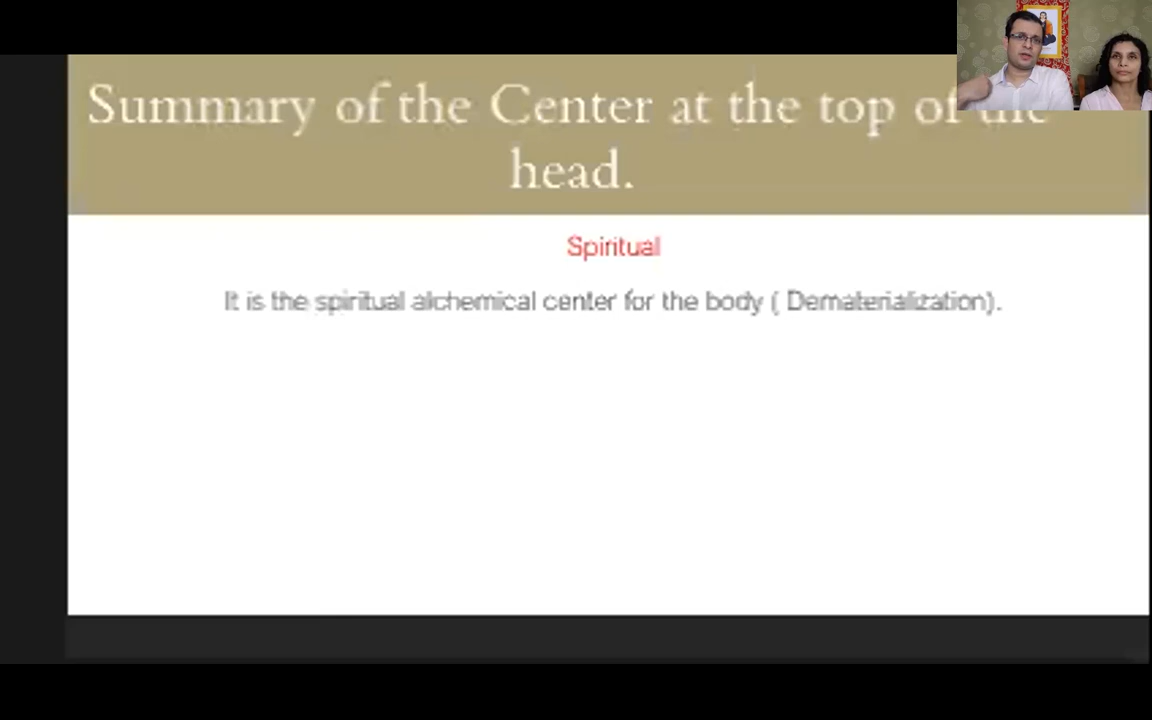 Summary of the Center at the top of the
head.
Spiritual
It is the spiritual alchemical center for the body ( Dematerialization).